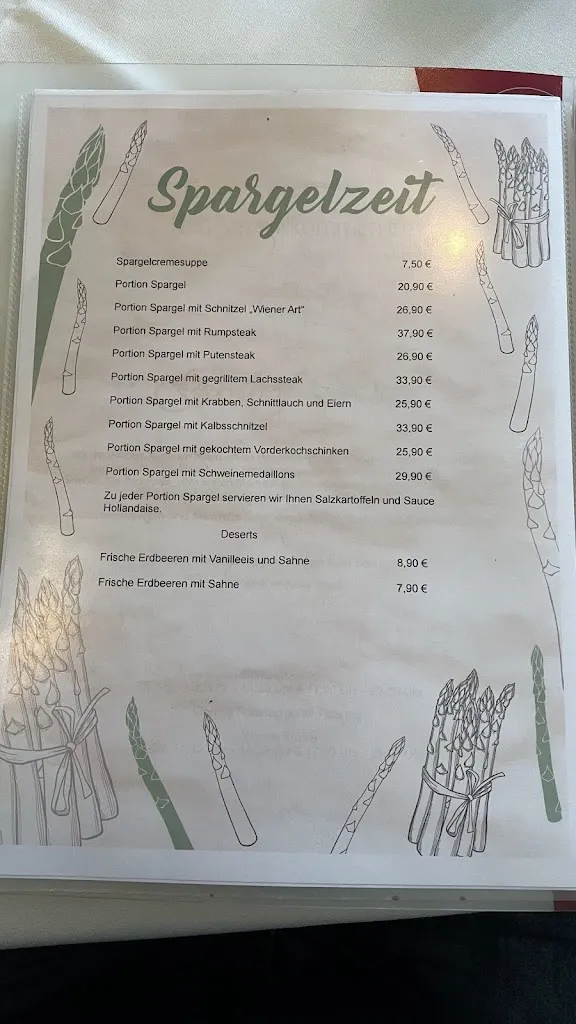 Spargelzeit
Spargelcremesuppe 7,50 €
Portion Spargel 20,90 €
Portion Spargel mit Schnitzel „Wiener Art“ 26,90 €
Portion Spargel mit Rumpsteak 37,90 €
Portion Spargel mit Putensteak 26,90 €
Portion Spargel mit gegrilltem Lachssteak 33,90 €
Portion Spargel mit Krabben, Schnittlauch und Eiern 25,90 €
Portion Spargel mit Kalbsschnitzel 33,90 €
Portion Spargel mit gekochtem Vorderkochschinken 25,90 €
Portion Spargel mit Schweinemedaillons 29,90 €
Zu jeder Portion Spargel servieren wir Ihnen Salzkartoffeln und Sauce
Hollandaise.
Deserts
Frische Erdbeeren mit Vanilleeis und Sahne 8,90 €
Frische Erdbeeren mit Sahne 7,90 €